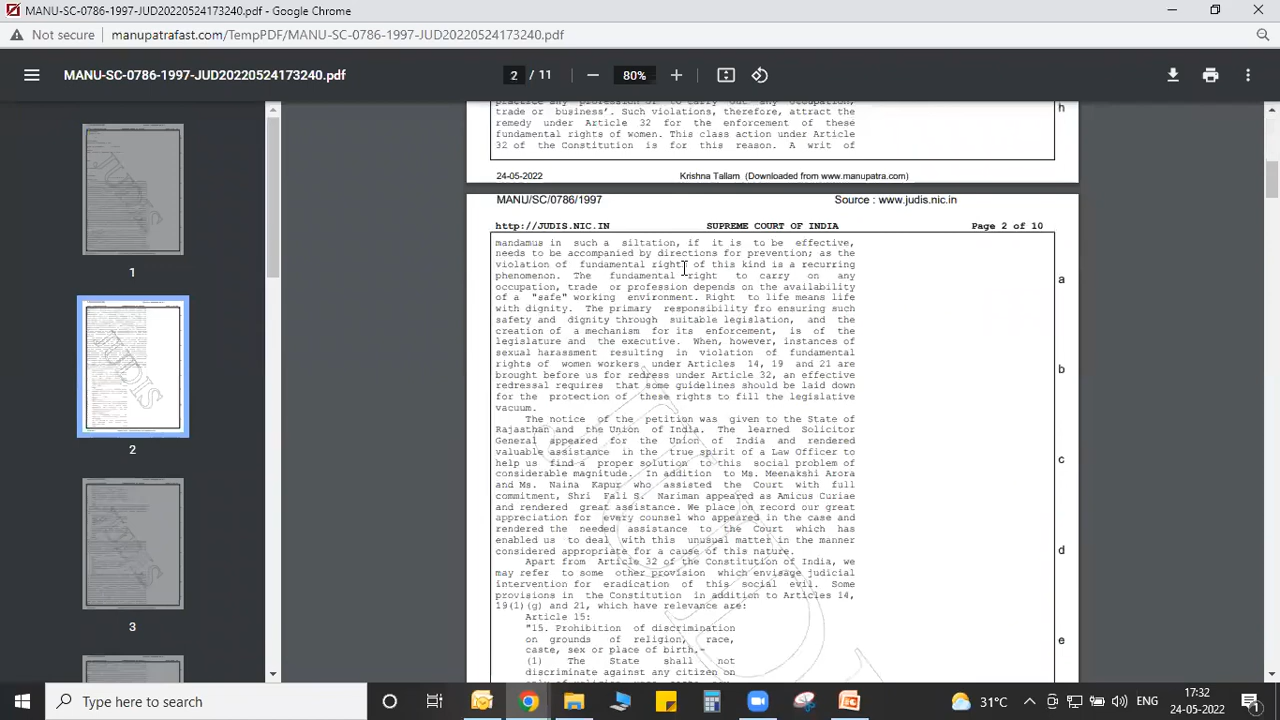 MANU-SC-0786-1997-JUD20220524173240.pdf - Google Chrome
Not secure manupatrafast.com/TempPDF/MANU-SC-0786-1997-JUD20220524173240.pdf
MANU-SC-0786-1997-JUD20220524173240.pdf
2 / 11
80%
1
2
3
practice any profession or to carry out any occupation,
trade or business'. Such violations, therefore, attract the
remedy under Article 32 for the enforcement of these
fundamental rights of women. This class action under Article
32 of the Constitution is for this reason. A writ of
h
24-05-2022 Krishna Tallam (Downloaded from www.manupatra.com)
MANU/SC/0786/1997 Source : www.judis.nic.in
http://JUDIS.NIC.IN SUPREME COURT OF INDIA Page 2 of 10
mandamus in such a siltation, if it is to be effective,
needs to be accompanied by directions for prevention; as the
violation of fundamental rights of this kind is a recurring
phenomenon. The fundamental right to carry on any
occupation, trade or profession depends on the availability
of a "safe" working environment. Right to life means life
with dignity. The primary responsibility fro ensuring such
safety and dignity through suitable legislation, and the
creation of a mechanism for its enforcement, is of the
legislature and the executive. When, however, instances of
sexual harassment resulting in violation of fundamental
rights of women workers under Articles 14, 19 and 21 are
brought before us for redress under Article 32, an effective
redressal requires that some guidelines should be laid down
for the protection of these rights to fill the legislative
vacuum.
The notice of the petition was given to the State of
Rajasthan and the Union of India. The learned Solicitor
General appeared for the Union of India and rendered
valuable assistance in the true spirit of a Law Officer to
help us find a proper solution to this social problem of
considerable magnitude. In addition to Ms. Meenakshi Arora
and Ms. Naina Kapur who assisted the Court with full
commitment, Shri Fali S. Nariman appeared as Amicus Curiae
and rendered great assistance. We place on record our great
appreciation for every counsel who appeared in the case and
rendered the needed assistance to the Court which has
enabled us to deal with this unusual matter in the manner
considered appropriate for a cause of this nature.
Apart from Article 32 of the Constitution of India, we
may refer to some other provision which envisage judicial
intervention for eradication of this social evil. Some
provisions in the Constitution in addition to Articles 14,
19(1)(g) and 21, which have relevance are:
Article 15:
"15. Prohibition of discrimination
on grounds of religion, race,
caste, sex or place of birth.-
(1) The State shall not
discriminate against any citizen on
a
b
c
d
e
Type here to search
31°C
ENG
17:32
24-05-2022
1